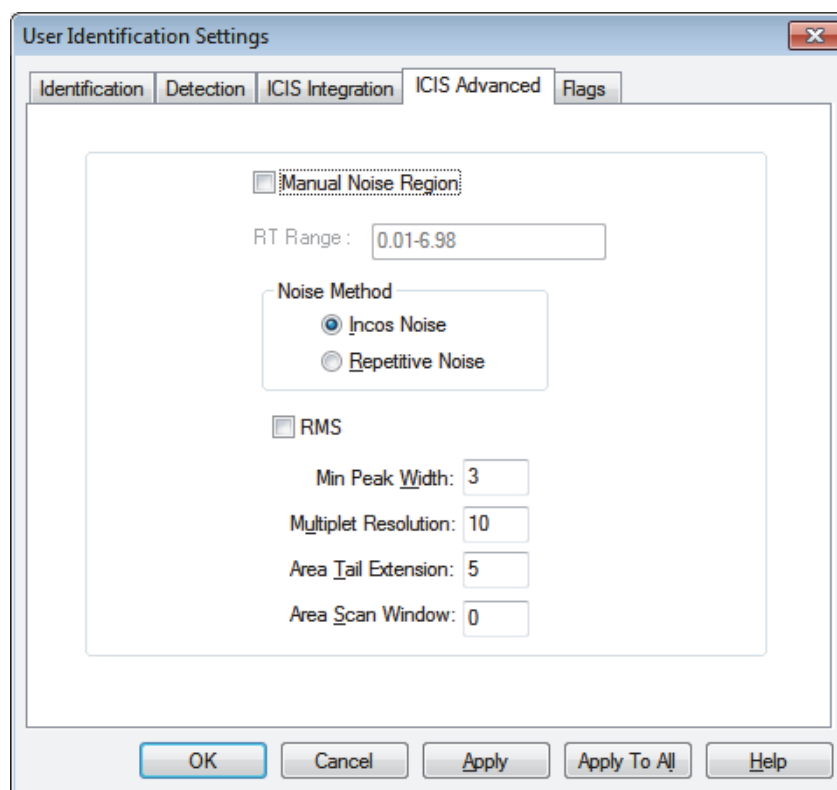 User Identification Settings
Identification Detection ICIS Integration ICIS Advanced Flags
Manual Noise Region
RT Range : 0.01-6.98
Noise Method
Incos Noise
Repetitive Noise
RMS
Min Peak Width: 3
Multiplet Resolution: 10
Area Tail Extension: 5
Area Scan Window: 0
OK Cancel Apply Apply To All Help